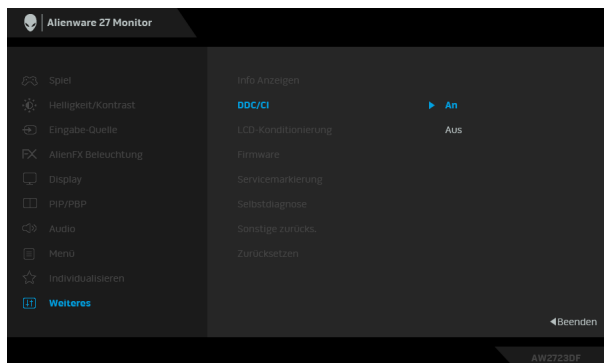 Alienware 27 Monitor
Spiel
Helligkeit/Kontrast
Eingabe-Quelle
AlienFX Beleuchtung
Display
PIP/PBP
Audio
Menü
Individualisieren
Weiteres
Info Anzeigen
DDC/CI
LCD-Konditionierung
Firmware
Servicemarkierung
Selbstdiagnose
Sonstige zurücks.
Zurücksetzen
An
Aus
Beenden
AW2723DF